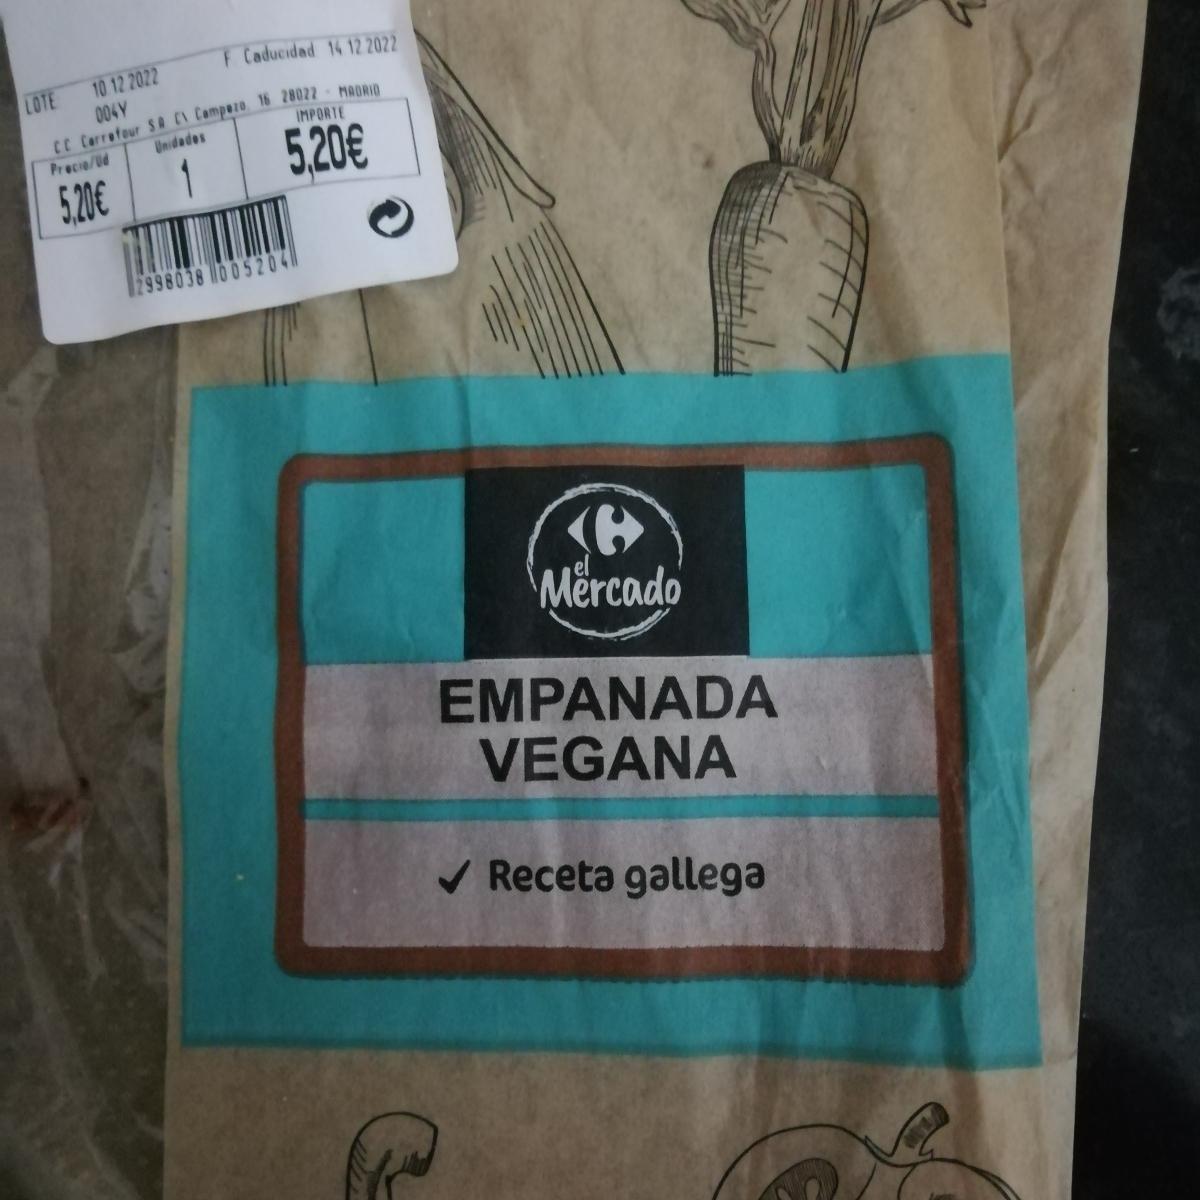 F Caducidad 14 12 2022
10 12 2022
LOTE 004Y
C.C. Carrefour S.A C\ Campezo, 16 28022 - MADRID
Precio/Ud Unidades IMPORTE
5,20€ 1 5,20€
2998038 005204
el
Mercado
EMPANADA
VEGANA
✓ Receta gallega